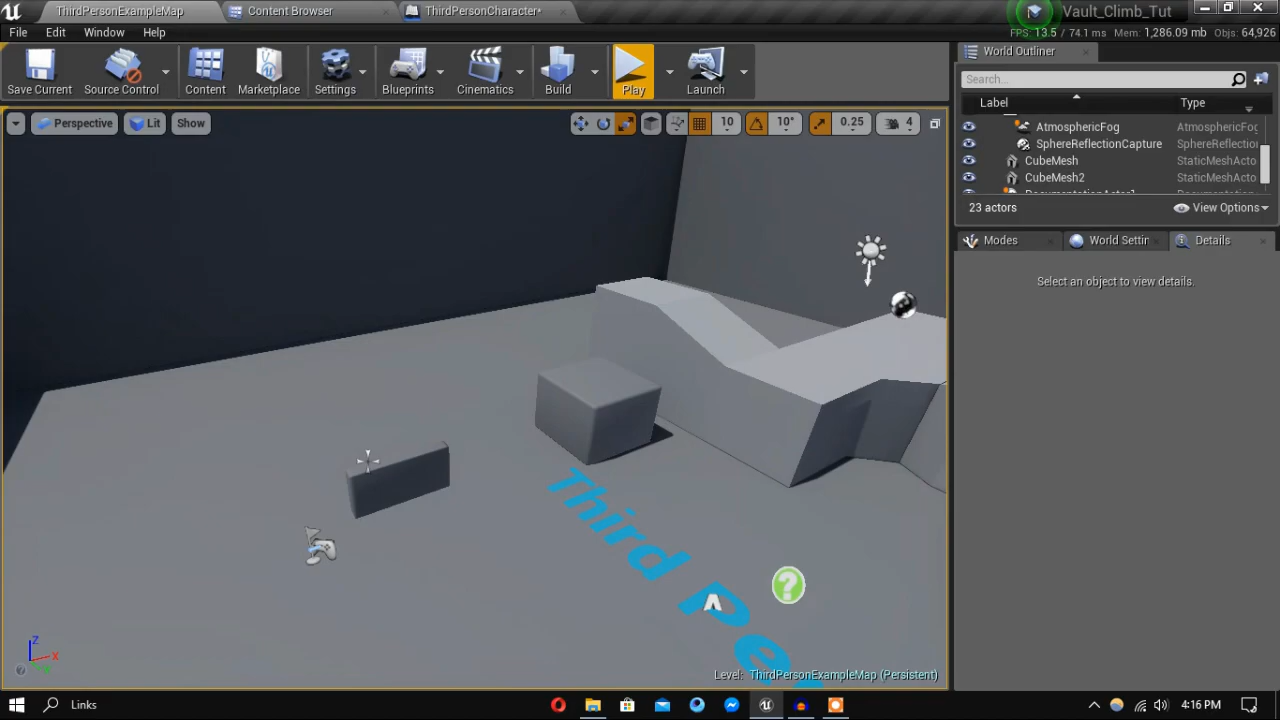 ThirdPersonExampleMap
Content Browser
ThirdPersonCharacter*
Vault_Climb_Tut
File Edit Window Help
FPS: 13.5 / 74.1 ms Mem: 1,286.09 mb Objs: 64,926
Save Current
Source Control
Content
Marketplace
Settings
Blueprints
Cinematics
Build
Play
Launch
World Outliner
Search...
Label Type
AtmosphericFog AtmosphericFog
SphereReflectionCapture SphereReflection
CubeMesh StaticMeshActo
CubeMesh2 StaticMeshActo
23 actors View Options
Perspective Lit Show 10 10° 0.25 4
Modes World Settin Details
Select an object to view details.
Third Pe
Level: ThirdPersonExampleMap (Persistent)
Z
X
Links 4:16 PM